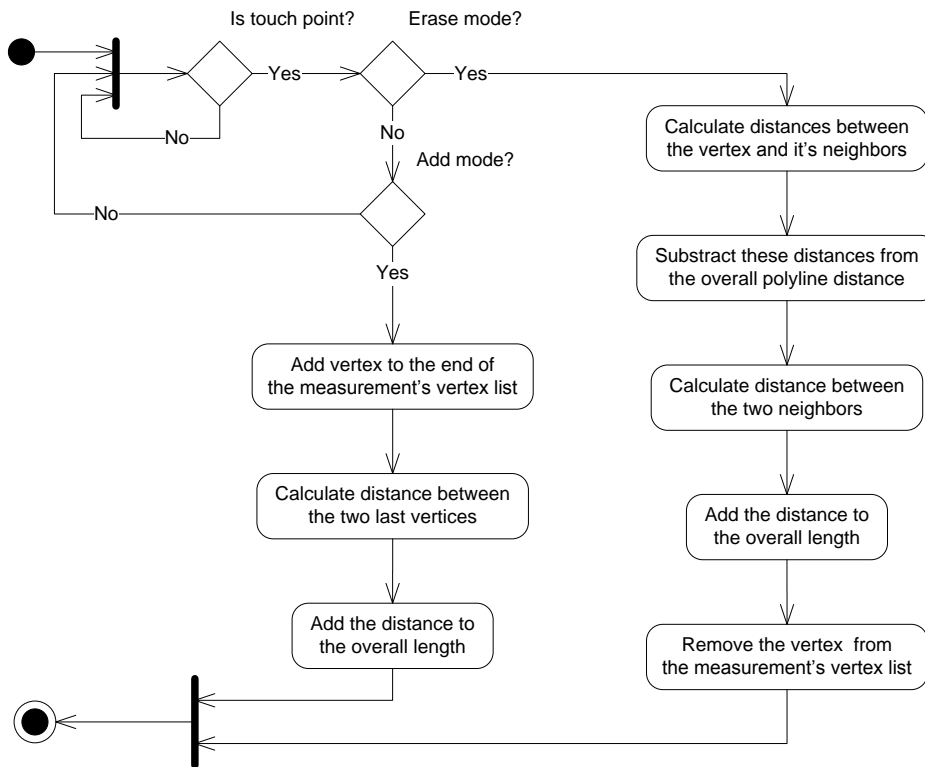 Is touch point?
Erase mode?
Yes
Yes
No
No
Add mode?
No
Yes
Calculate distances between
the vertex and it's neighbors
Substract these distances from
the overall polyline distance
Calculate distance between
the two neighbors
Add the distance to
the overall length
Remove the vertex from
the measurement's vertex list
Add vertex to the end of
the measurement's vertex list
Calculate distance between
the two last vertices
Add the distance to
the overall length